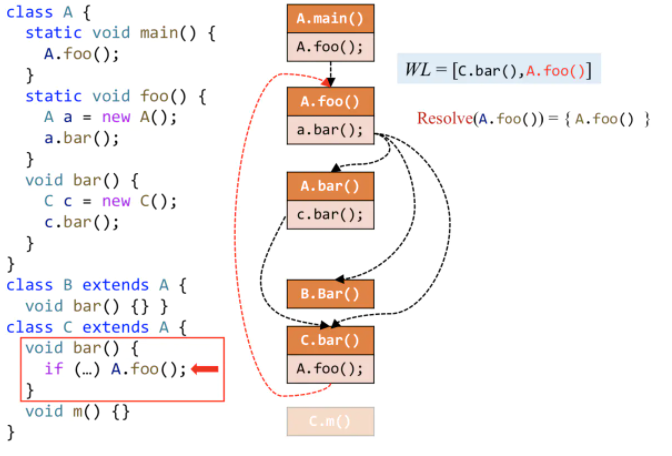 class A {
static void main() {
A.foo();
}
static void foo() {
A a = new A();
a.bar();
}
void bar() {
C c = new C();
c.bar();
}
}
class B extends A {
void bar() {} }
class C extends A {
void bar() {
if (…) A.foo();
}
void m() {}
}
A.main()
A.foo();
A.foo()
a.bar();
A.bar()
c.bar();
B.Bar()
C.bar()
A.foo();
C.m()
WL = [C.bar(),A.foo()]
Resolve(A.foo()) = { A.foo() }